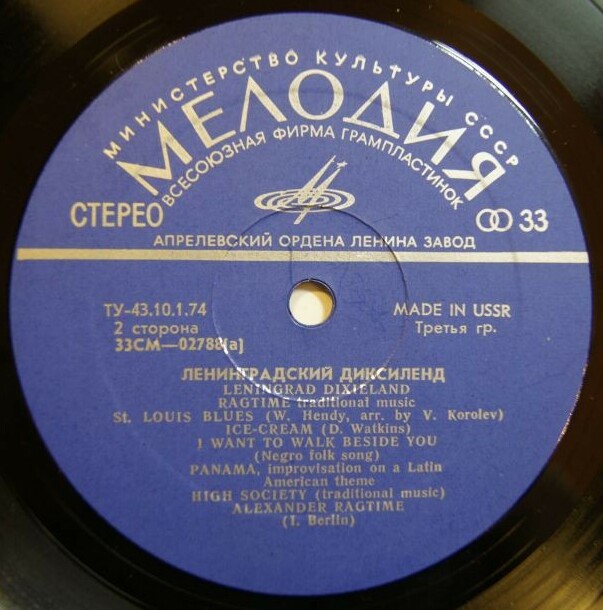 МИНИСТЕРСТВО КУЛЬТУРЫ СССР
МЕЛОДИЯ
ВСЕСОЮЗНАЯ ФИРМА ГРАМПЛАСТИНОК
СТЕРЕО 33
АПРЕЛЕВСКИЙ ОРДЕНА ЛЕНИНА ЗАВОД
ТУ-43.10.1.74 MADE IN USSR
2 сторона Третья гр.
33СМ—02788(а)
ЛЕНИНГРАДСКИЙ ДИКСИЛЕНД
LENINGRAD DIXIELAND
RAGTIME traditional music
St. LOUIS BLUES (W. Hendy, arr. by V. Korolev)
ICE-CREAM (D. Watkins)
I WANT TO WALK BESIDE YOU
(Negro folk song)
PANAMA, improvisation on a Latin
American theme
HIGH SOCIETY (traditional music)
ALEXANDER RAGTIME
(I. Berlin)